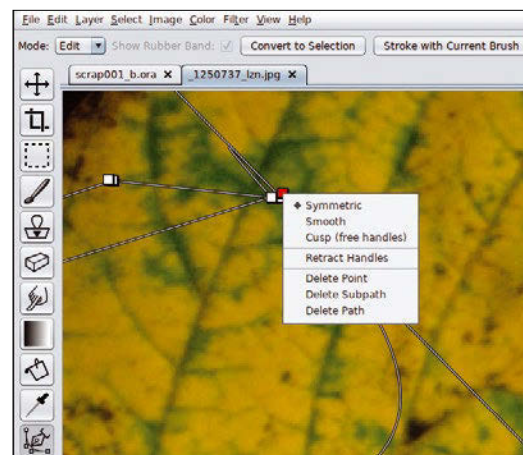 File Edit Layer Select Image Color Filter View Help
Mode: Edit Show Rubber Band: Convert to Selection Stroke with Current Brush
scrap001_b.ora _1250737_lzn.jpg
Symmetric
Smooth
Cusp (free handles)
Retract Handles
Delete Point
Delete Subpath
Delete Path